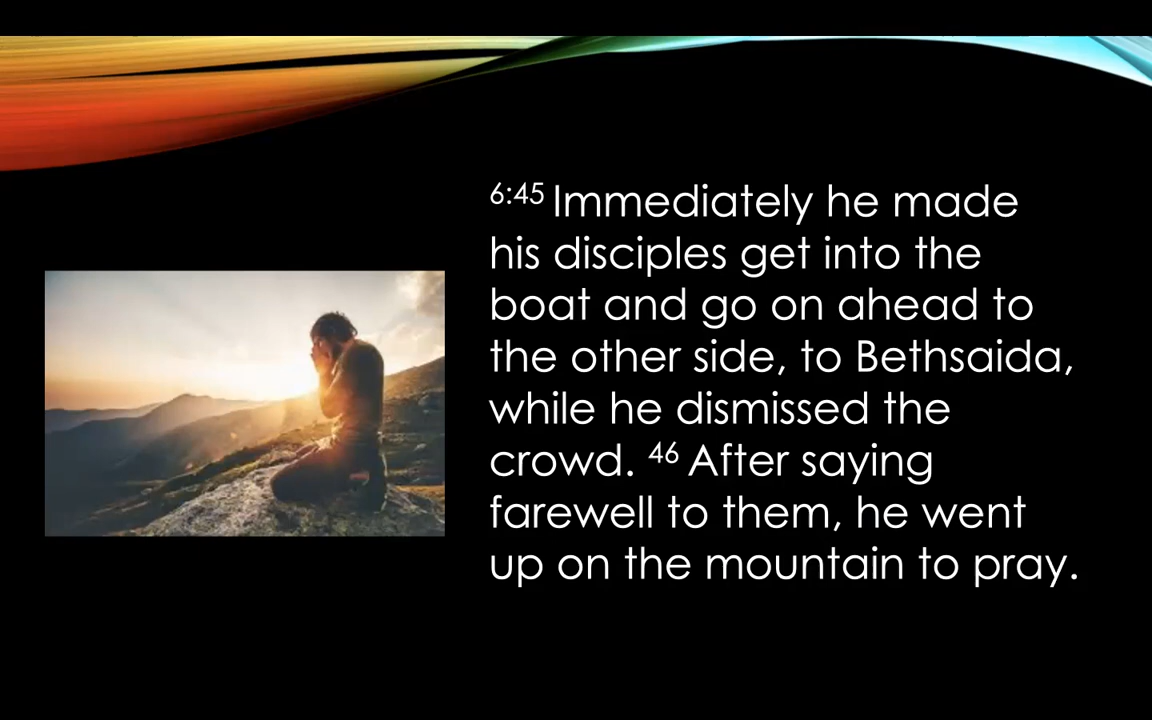 6:45 Immediately he made
his disciples get into the
boat and go on ahead to
the other side, to Bethsaida,
while he dismissed the
crowd. 46 After saying
farewell to them, he went
up on the mountain to pray.